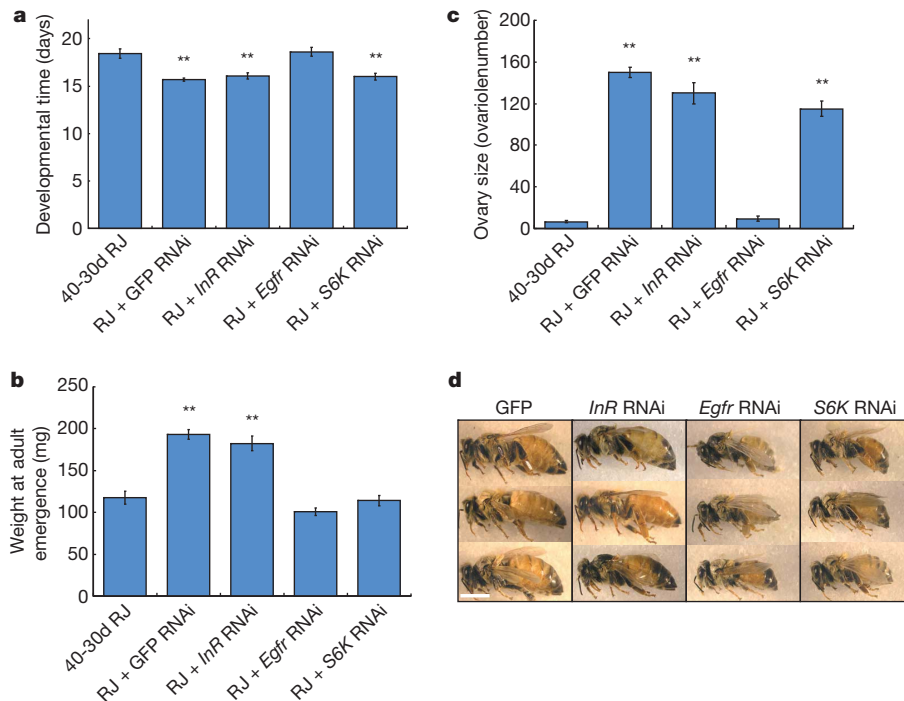 a
Developmental time (days)
20
15
10
5
0
40-30d RJ
RJ + GFP RNAi
RJ + InR RNAi
RJ + Egfr RNAi
RJ + S6K RNAi
**
**
**
b
Weight at adult
emergence (mg)
250
200
150
100
50
0
40-30d RJ
RJ + GFP RNAi
RJ + InR RNAi
RJ + Egfr RNAi
RJ + S6K RNAi
**
**
c
Ovary size (ovariolenumber)
200
160
120
80
40
0
40-30d RJ
RJ + GFP RNAi
RJ + InR RNAi
RJ + Egfr RNAi
RJ + S6K RNAi
**
**
**
d
GFP InR RNAi Egfr RNAi S6K RNAi